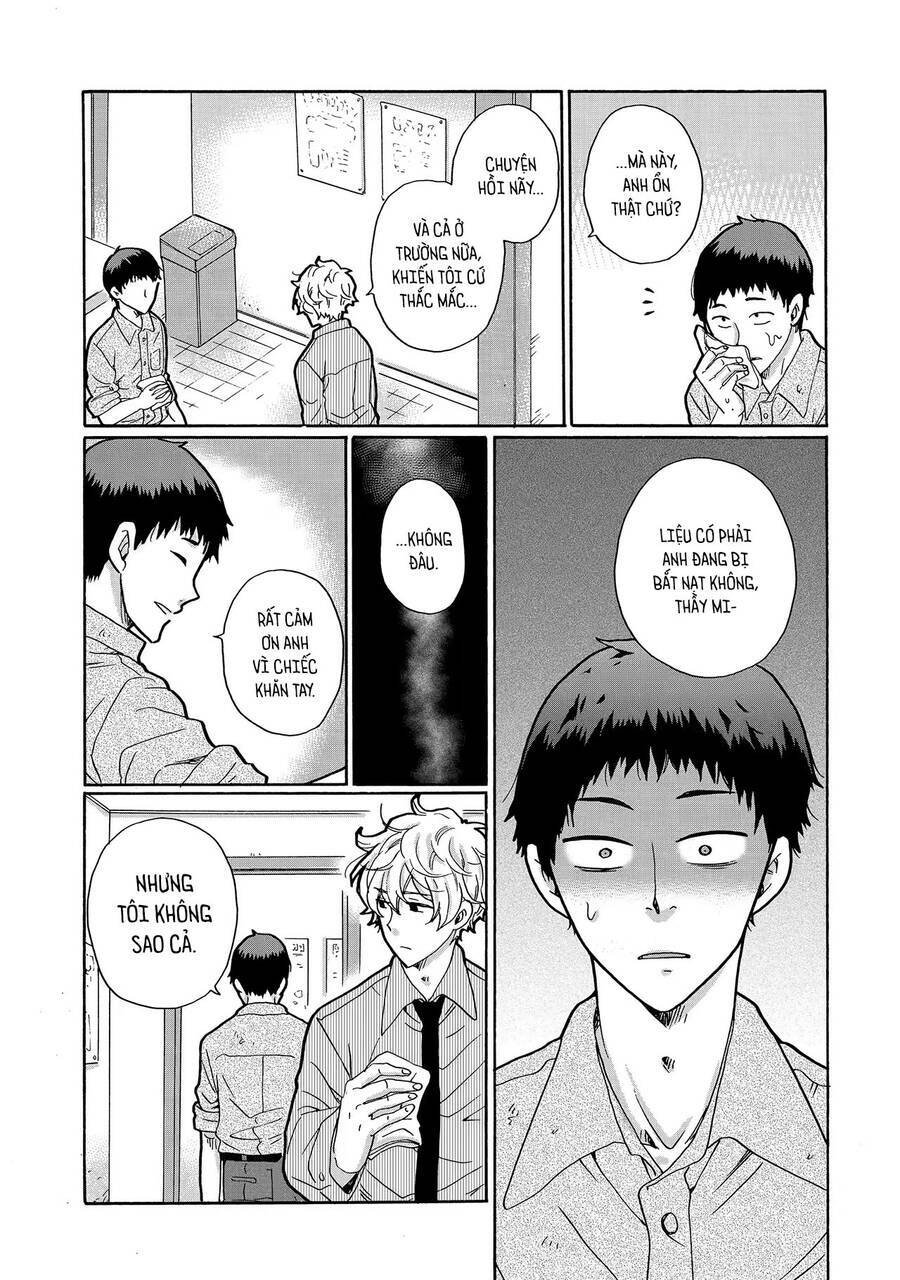 ...MÀ NÀY,
ANH ỔN
THẬT CHỨ?
CHUYỆN
HỒI NÃY...
VÀ CẢ Ở
TRƯỜNG NỮA,
KHIẾN TÔI CỨ
THẮC MẮC...
LIỆU CÓ PHẢI
ANH ĐANG BỊ
BẮT NẠT KHÔNG,
THẦY MI-
...KHÔNG
ĐÂU.
RẤT CẢM
ƠN ANH
VÌ CHIẾC
KHĂN TAY.
NHƯNG
TÔI KHÔNG
SAO CẢ.